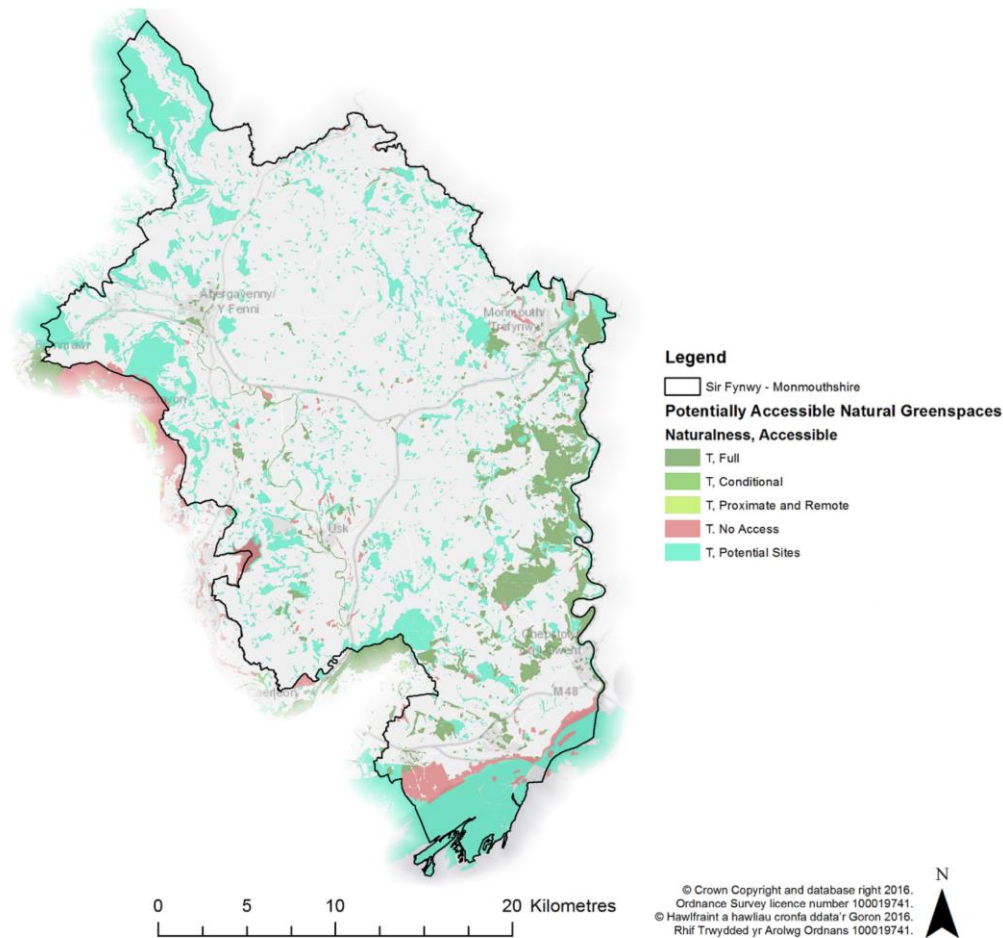 Abergavenny/
Y Fenni
Monmouth/
Trefynwy
Usk
M48
Legend
Sir Fynwy - Monmouthshire
Potentially Accessible Natural Greenspaces
Naturalness, Accessible
T, Full
T, Conditional
T, Proximate and Remote
T. No Access
T, Potential Sites
0 5 10 20 Kilometres
© Crown Copyright and database right 2016.
Ordnance Survey licence number 100019741.
© Hawlfraint a hawliau cronfa ddata'r Goron 2016.
Rhif Trwydded yr Arolwg Ordnans 100019741.
N